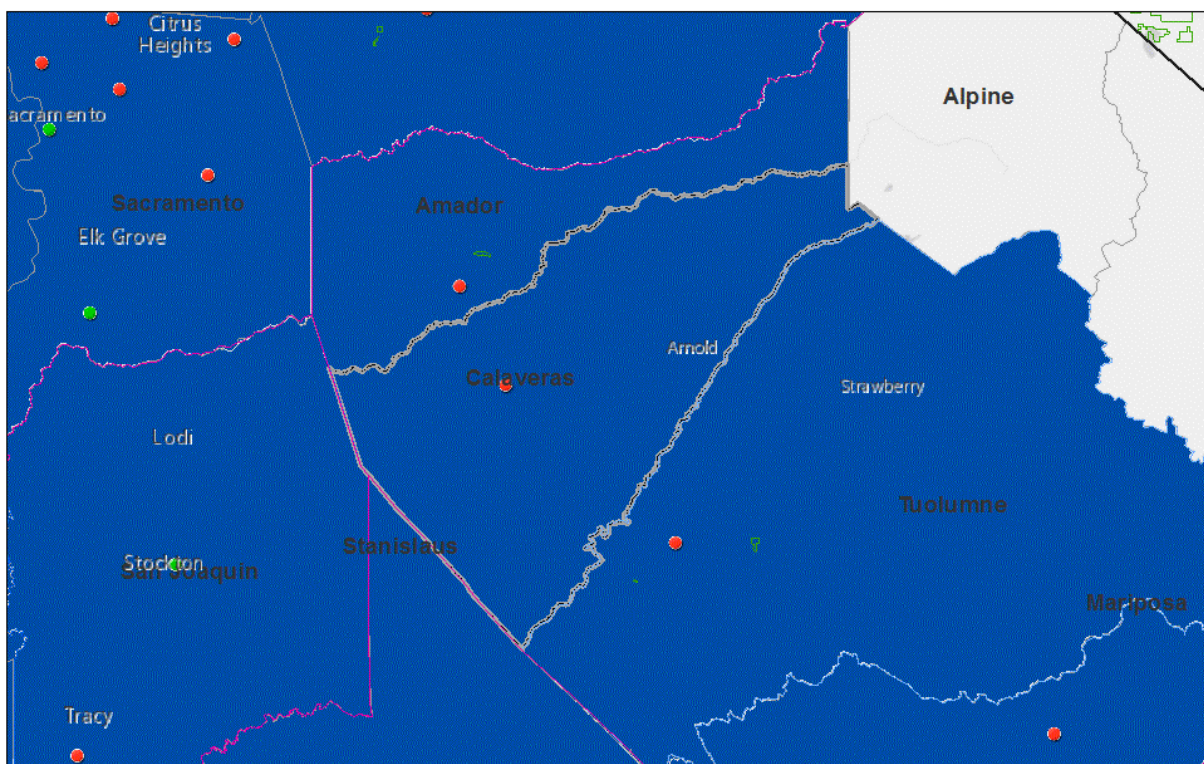 Citrus
Heights
Alpine
acramento
Sacramento
Amador
Elk Grove
Arnold
Calaveras
Strawberry
Lodi
Tuolumne
Stanislaus
Stockton
San Joaquin
Mariposa
Tracy